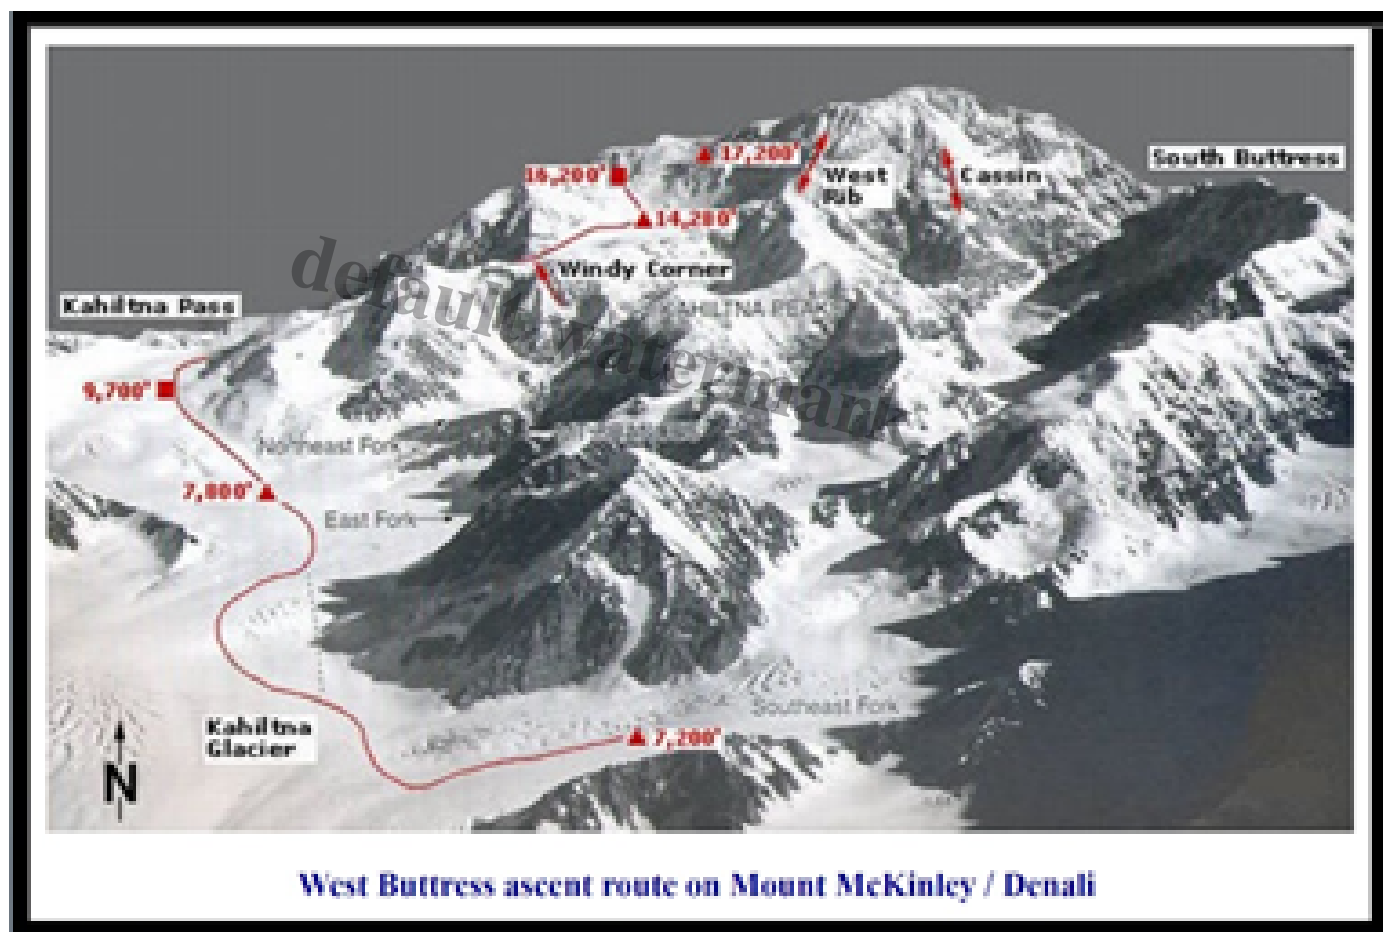 South Buttress
17,200'
16,200'
West
Rib
Cassin
14,200'
Windy Corner
Kahiltna Pass
KAHILTNA PEAKS
9,700'
Northeast Fork
7,800'
East Fork
Southeast Fork
Kahiltna
Glacier
7,200'
N
default watermark
West Buttress ascent route on Mount McKinley / Denali